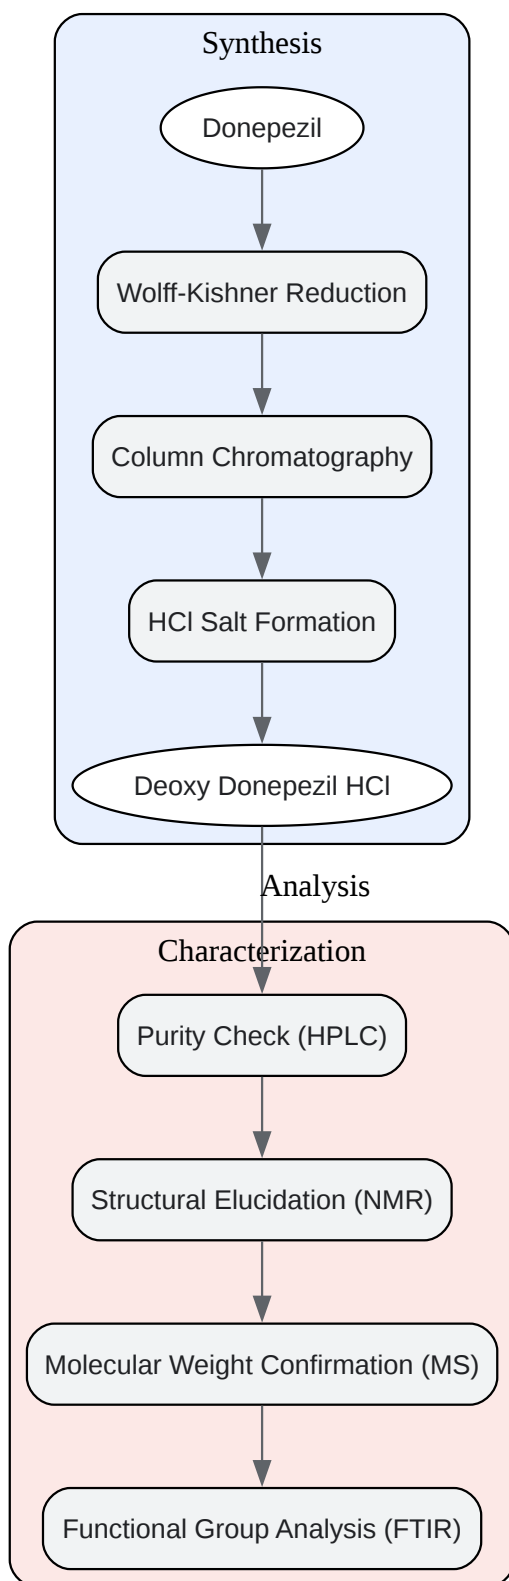 Synthesis
Donepezil
Wolff-Kishner Reduction
Column Chromatography
HCl Salt Formation
Deoxy Donepezil HCl
Analysis
Characterization
Purity Check (HPLC)
Structural Elucidation (NMR)
Molecular Weight Confirmation (MS)
Functional Group Analysis (FTIR)